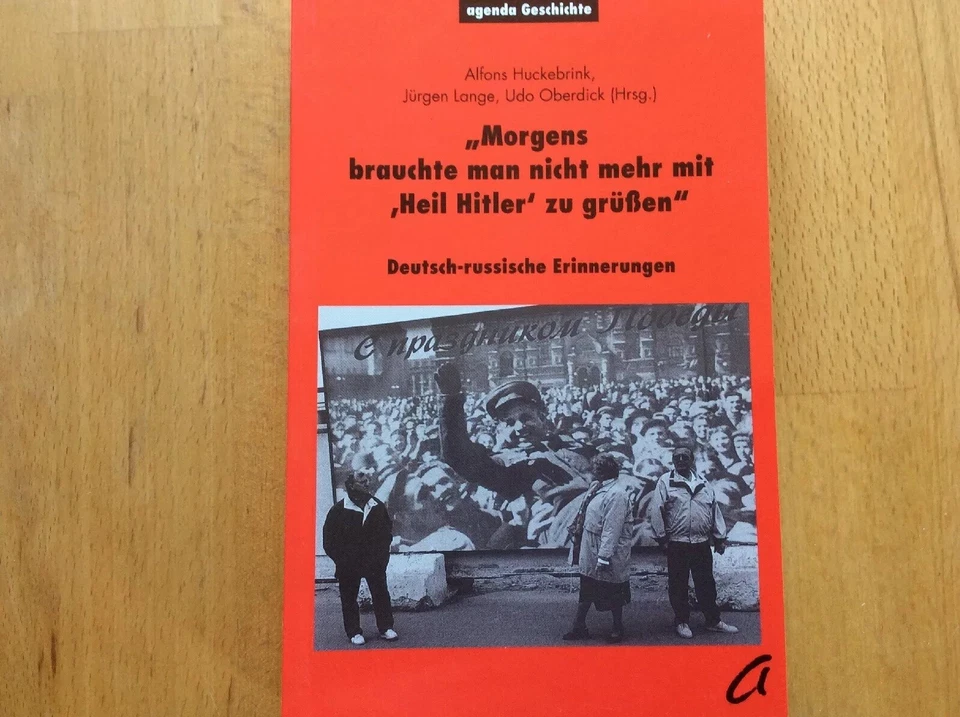 agenda Geschichte
Alfons Huckebrink,
Jürgen Lange, Udo Oberdick (Hrsg.)
„Morgens
brauchte man nicht mehr mit
‚Heil Hitler‘ zu grüßen“
Deutsch-russische Erinnerungen
С праздником Победы
a